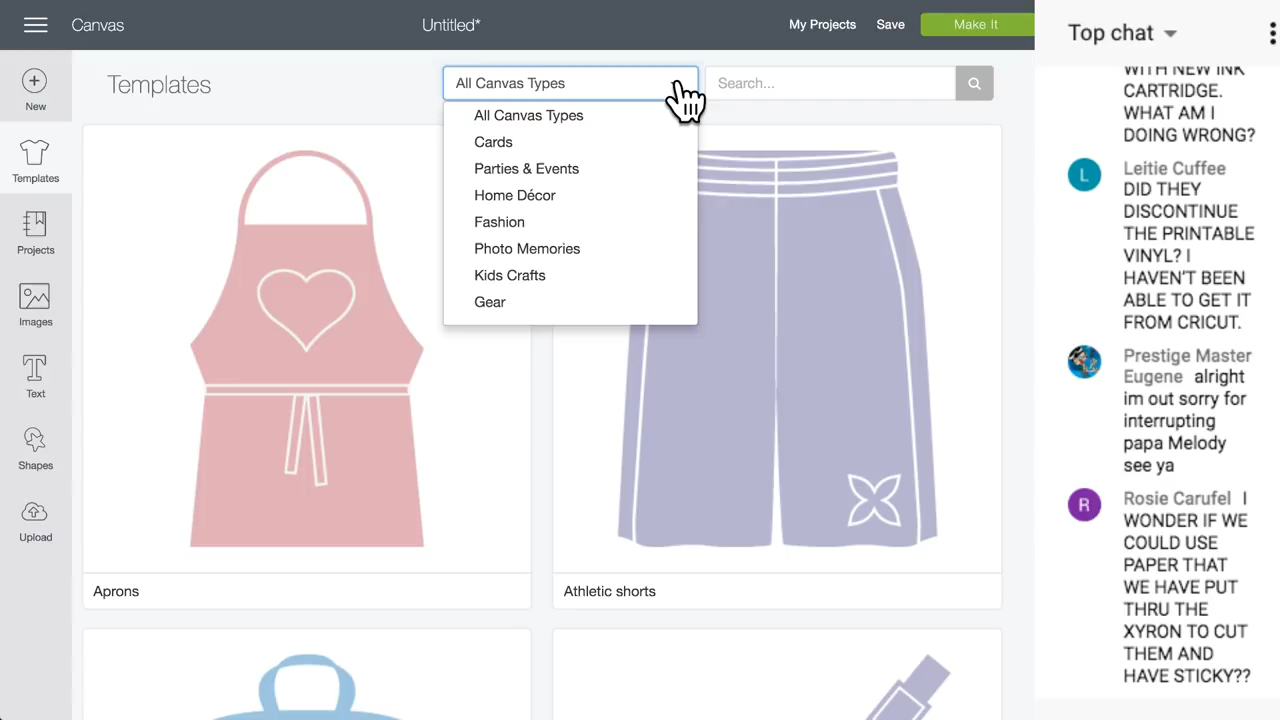 Canvas
Untitled*
My Projects
Save
Make It
New
Templates
Projects
Images
Text
Shapes
Upload
Templates
All Canvas Types
Search...
All Canvas Types
Cards
Parties & Events
Home Décor
Fashion
Photo Memories
Kids Crafts
Gear
Aprons
Athletic shorts
Top chat
WITH NEW INK
CARTRIDGE.
WHAT AM I
DOING WRONG?
L
Leitie Cuffee
DID THEY
DISCONTINUE
THE PRINTABLE
VINYL? I
HAVEN'T BEEN
ABLE TO GET IT
FROM CRICUT.
Prestige Master
Eugene alright
im out sorry for
interrupting
papa Melody
see ya
R
Rosie Carufel I
WONDER IF WE
COULD USE
PAPER THAT
WE HAVE PUT
THRU THE
XYRON TO CUT
THEM AND
HAVE STICKY??